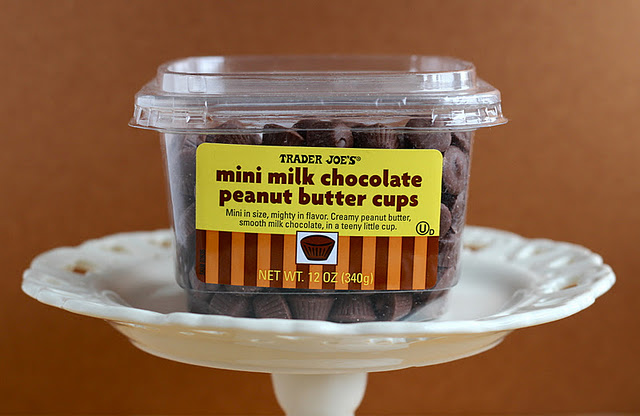 TRADER JOE'S®
mini milk chocolate
peanut butter cups
Mini in size, mighty in flavor. Creamy peanut butter,
smooth milk chocolate, in a teeny little cup.
U D
NET WT. 12 OZ (340g)